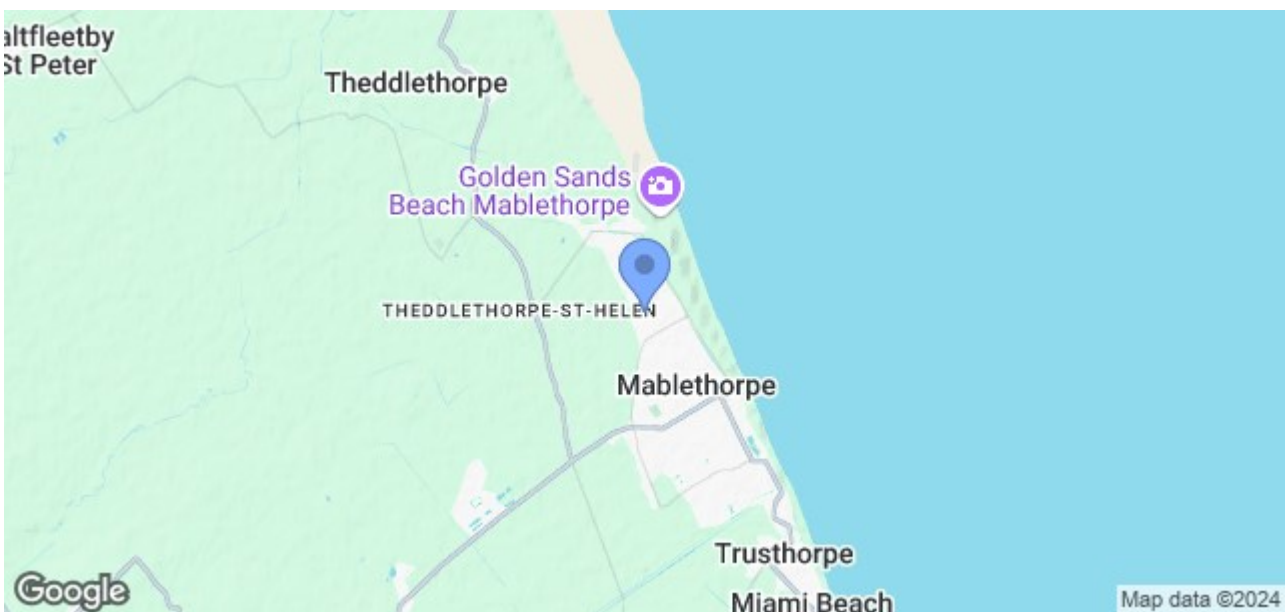 altfleetby
St Peter
Theddlethorpe
Golden Sands
Beach Mablethorpe
THEDDLETHORPE-ST-HELEN
Mablethorpe
Trusthorpe
Miami Beach
Google
Map data ©2024